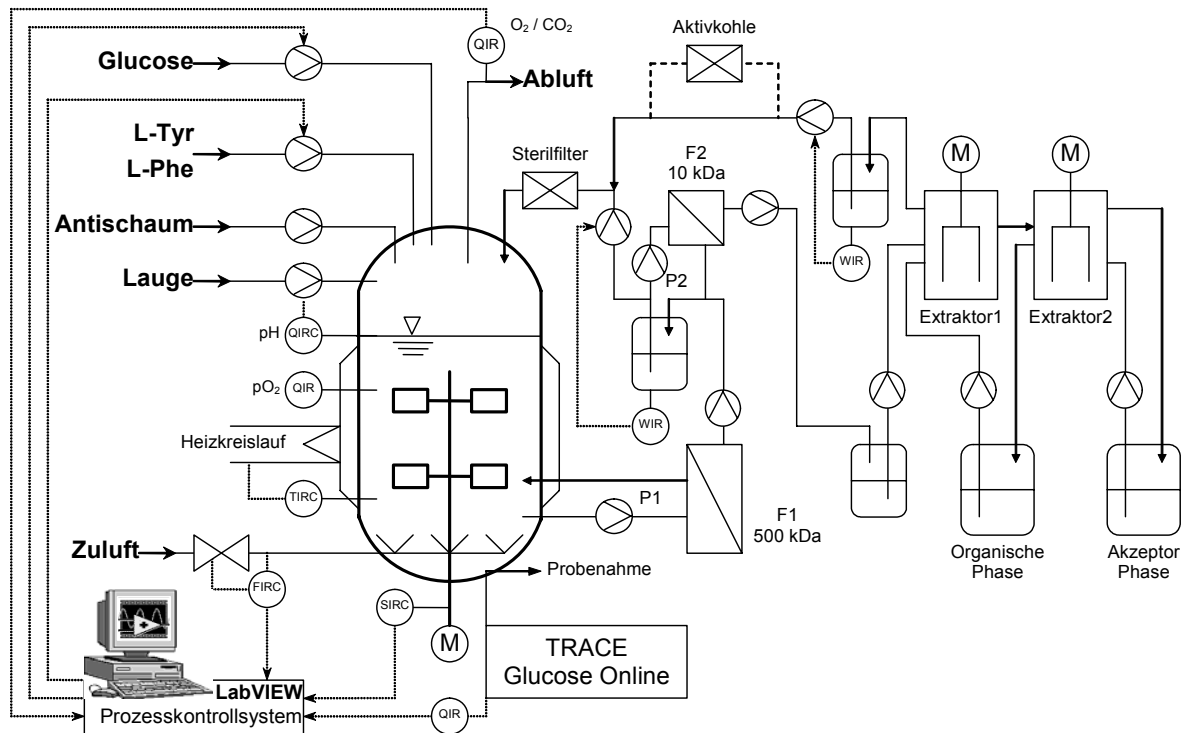 O₂ / CO₂
QIR
Aktivkohle
Glucose
Abluft
L-Tyr
L-Phe
Sterilfilter
F2
10 kDa
M
M
Antischaum
Lauge
P2
WIR
Extraktor1
Extraktor2
pH
QIRC
pO₂
QIR
WIR
Heizkreislauf
TIRC
P1
F1
500 kDa
Zuluft
FIRC
Probenahme
Organische
Phase
Akzeptor
Phase
SIRC
M
TRACE
Glucose Online
LabVIEW
Prozesskontrollsystem
QIR